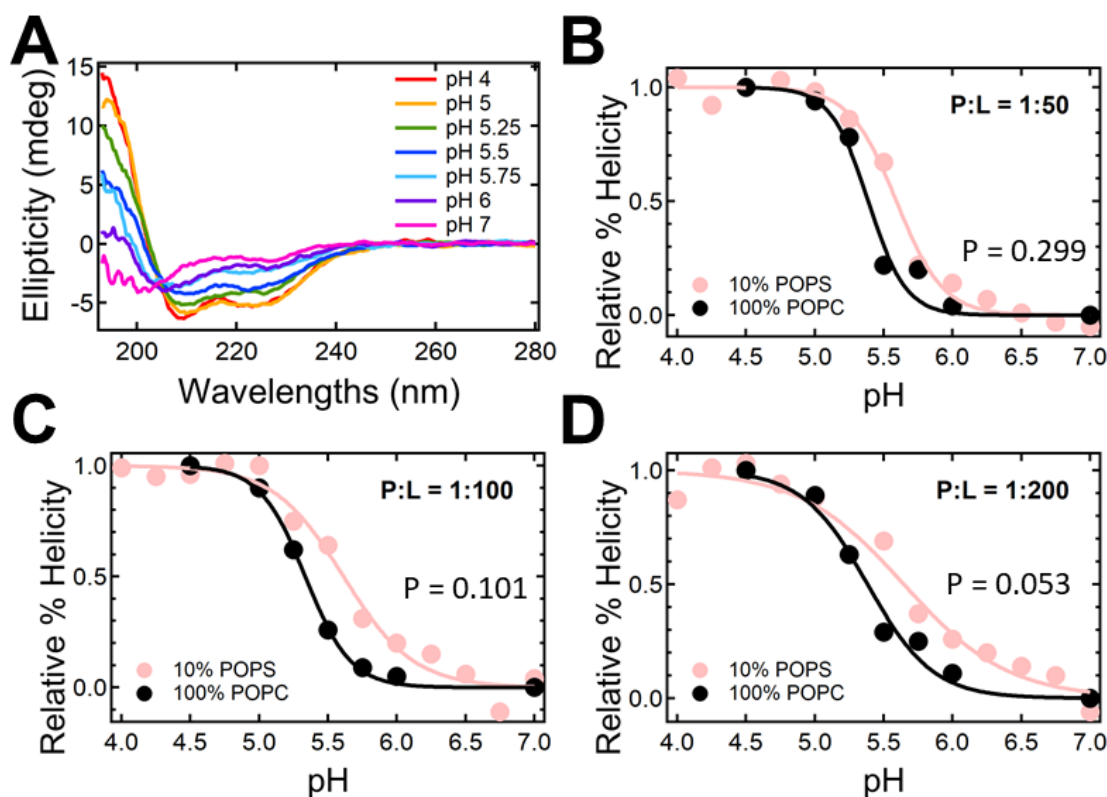 A
Ellipticity (mdeg)
15
10
5
0
-5
pH 4
pH 5
pH 5.25
pH 5.5
pH 5.75
pH 6
pH 7
200 220 240 260 280
Wavelengths (nm)
B
Relative % Helicity
1.0
0.5
0.0
P:L = 1:50
P = 0.299
10% POPS
100% POPC
4.0 4.5 5.0 5.5 6.0 6.5 7.0
pH
C
Relative % Helicity
1.0
0.5
0.0
P:L = 1:100
P = 0.101
10% POPS
100% POPC
4.0 4.5 5.0 5.5 6.0 6.5 7.0
pH
D
Relative % Helicity
1.0
0.5
0.0
P:L = 1:200
P = 0.053
10% POPS
100% POPC
4.0 4.5 5.0 5.5 6.0 6.5 7.0
pH